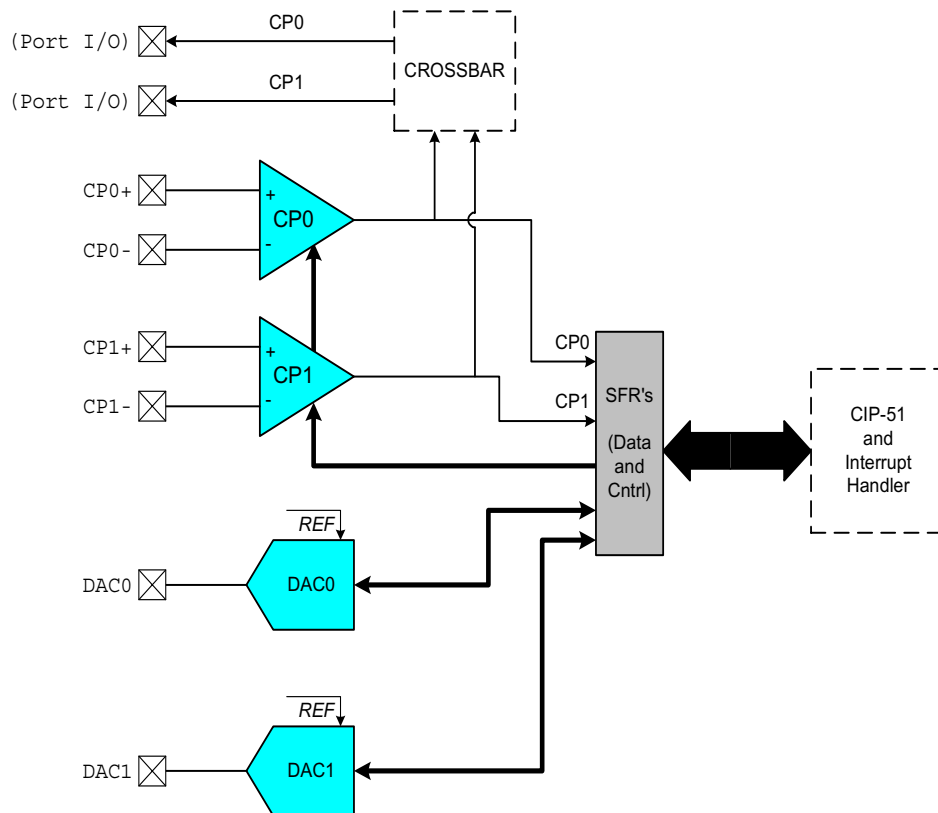 (Port I/O)
CP0
(Port I/O)
CP1
CROSSBAR
CP0+
CP0-
+
CP0
-
CP1+
CP1-
+
CP1
-
CP0
CP1
SFR's
(Data
and
Cntrl)
CIP-51
and
Interrupt
Handler
REF
DAC0
DAC0
REF
DAC1
DAC1